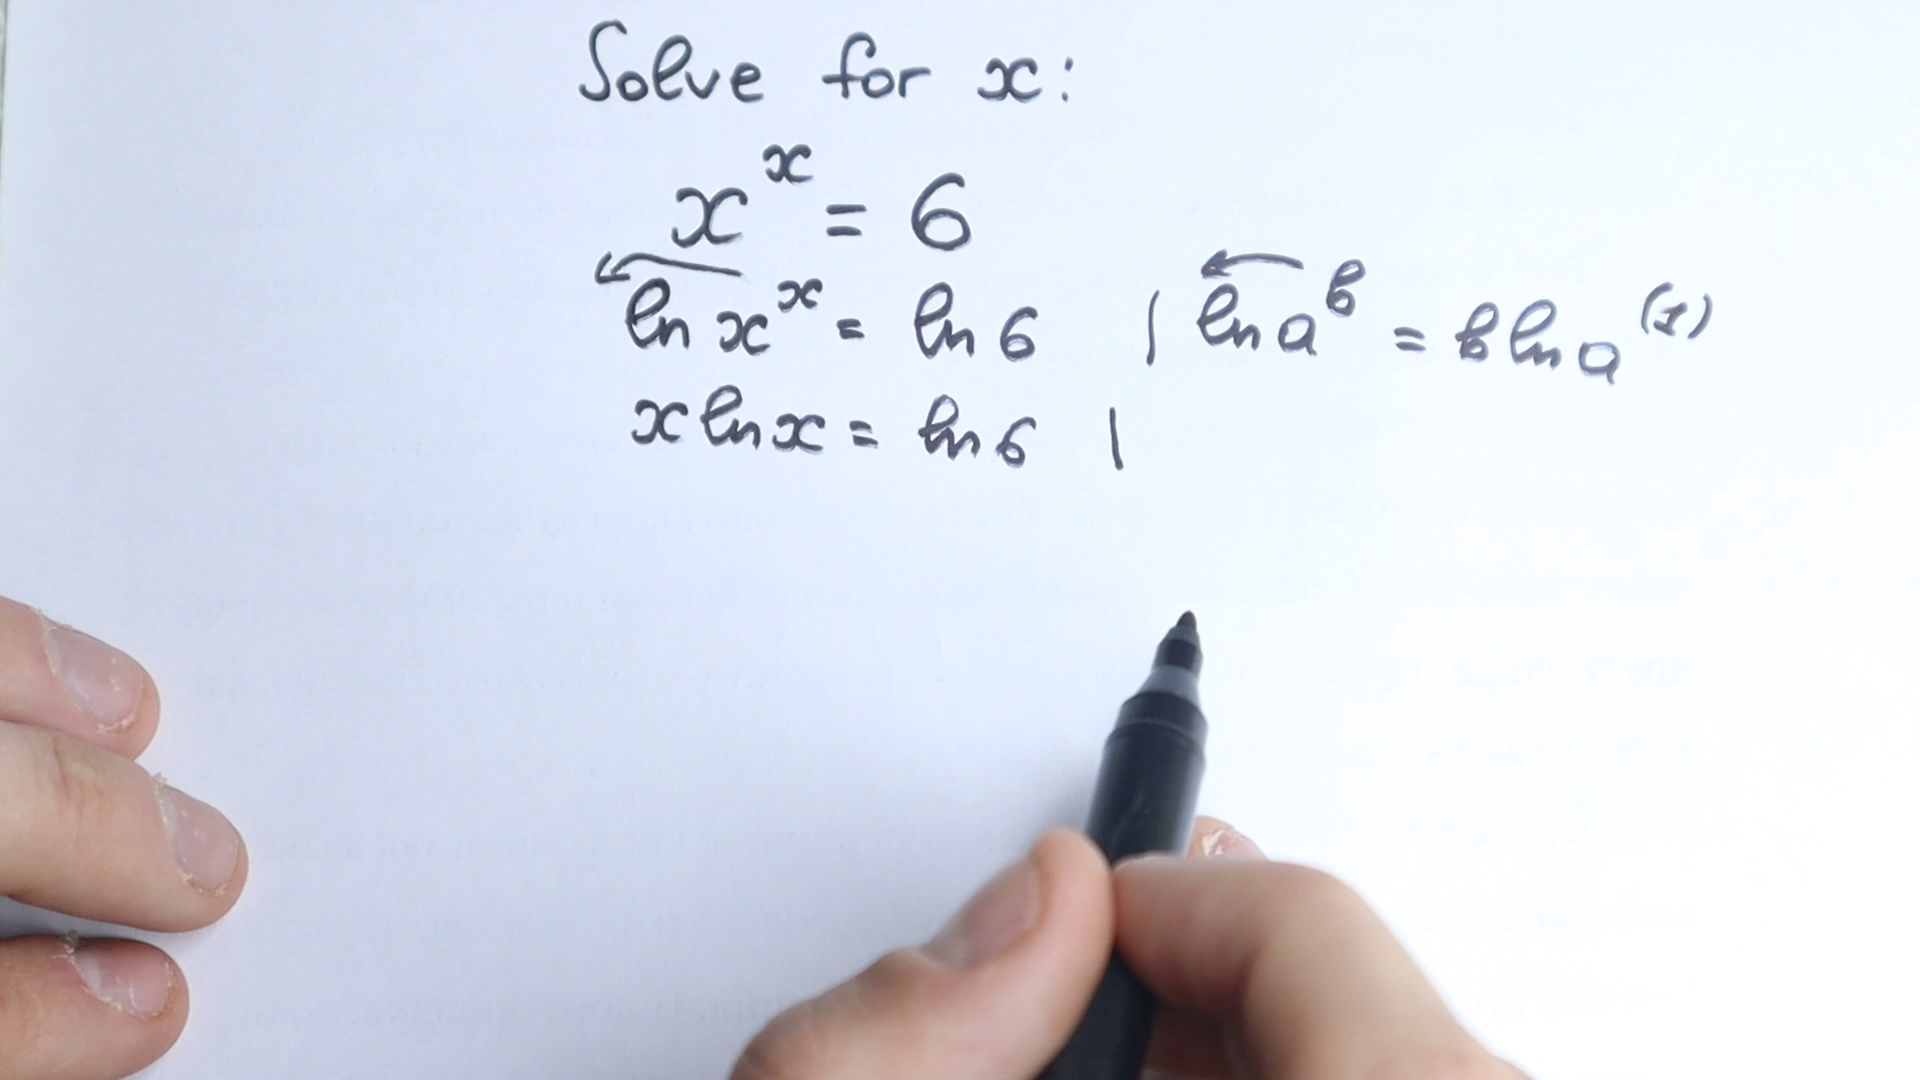 Solve for x:
x^x = 6
ln x^x = ln 6 | ln a^b = b ln a (1)
x ln x = ln 6 |